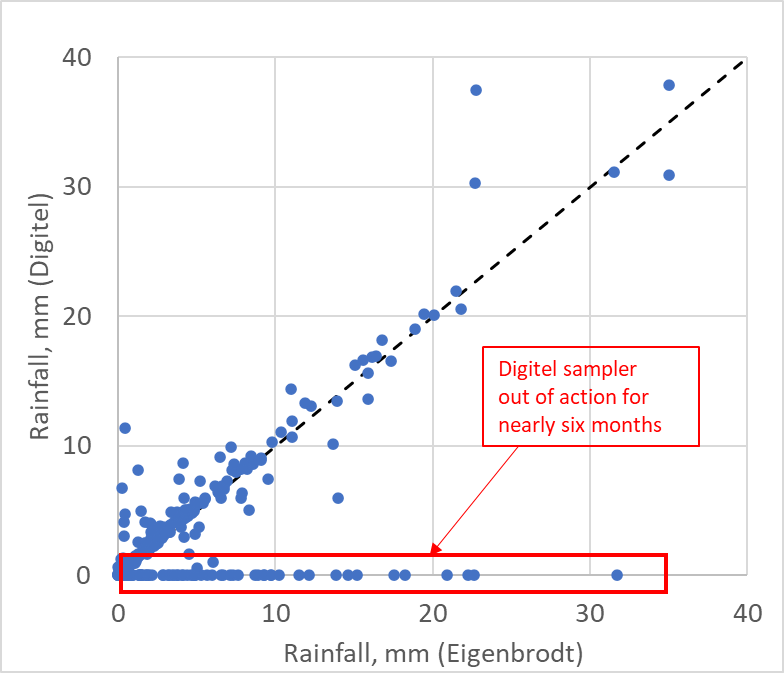 40
30
20
10
0
Rainfall, mm (Digitel)
Digitel sampler
out of action for
nearly six months
0 10 20 30 40
Rainfall, mm (Eigenbrodt)